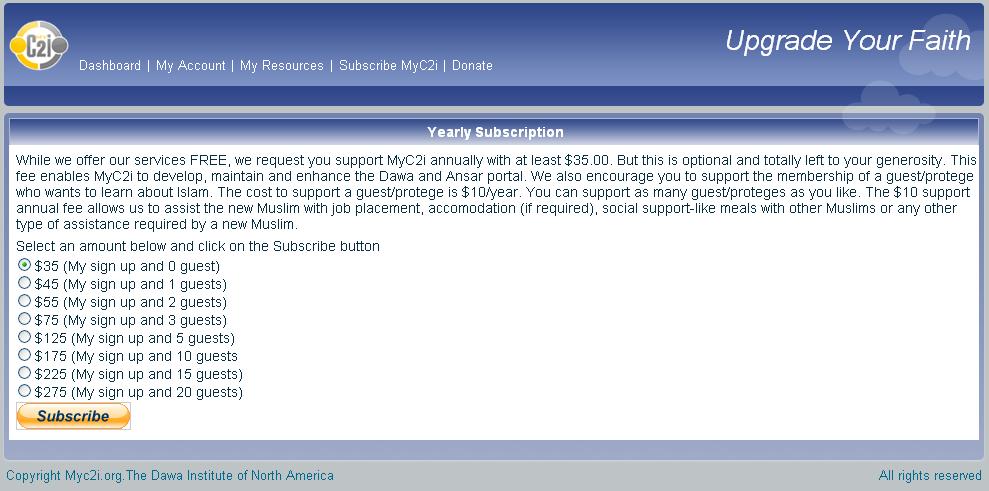 C2i
Upgrade Your Faith
Dashboard | My Account | My Resources | Subscribe MyC2i | Donate
Yearly Subscription
While we offer our services FREE, we request you support MyC2i annually with at least $35.00. But this is optional and totally left to your generosity. This
fee enables MyC2i to develop, maintain and enhance the Dawa and Ansar portal. We also encourage you to support the membership of a guest/protege
who wants to learn about Islam. The cost to support a guest/protege is $10/year. You can support as many guest/proteges as you like. The $10 support
annual fee allows us to assist the new Muslim with job placement, accomodation (if required), social support-like meals with other Muslims or any other
type of assistance required by a new Muslim.
Select an amount below and click on the Subscribe button
$35 (My sign up and 0 guest)
$45 (My sign up and 1 guests)
$55 (My sign up and 2 guests)
$75 (My sign up and 3 guests)
$125 (My sign up and 5 guests)
$175 (My sign up and 10 guests
$225 (My sign up and 15 guests)
$275 (My sign up and 20 guests)
Subscribe
Copyright Myc2i.org.The Dawa Institute of North America
All rights reserved